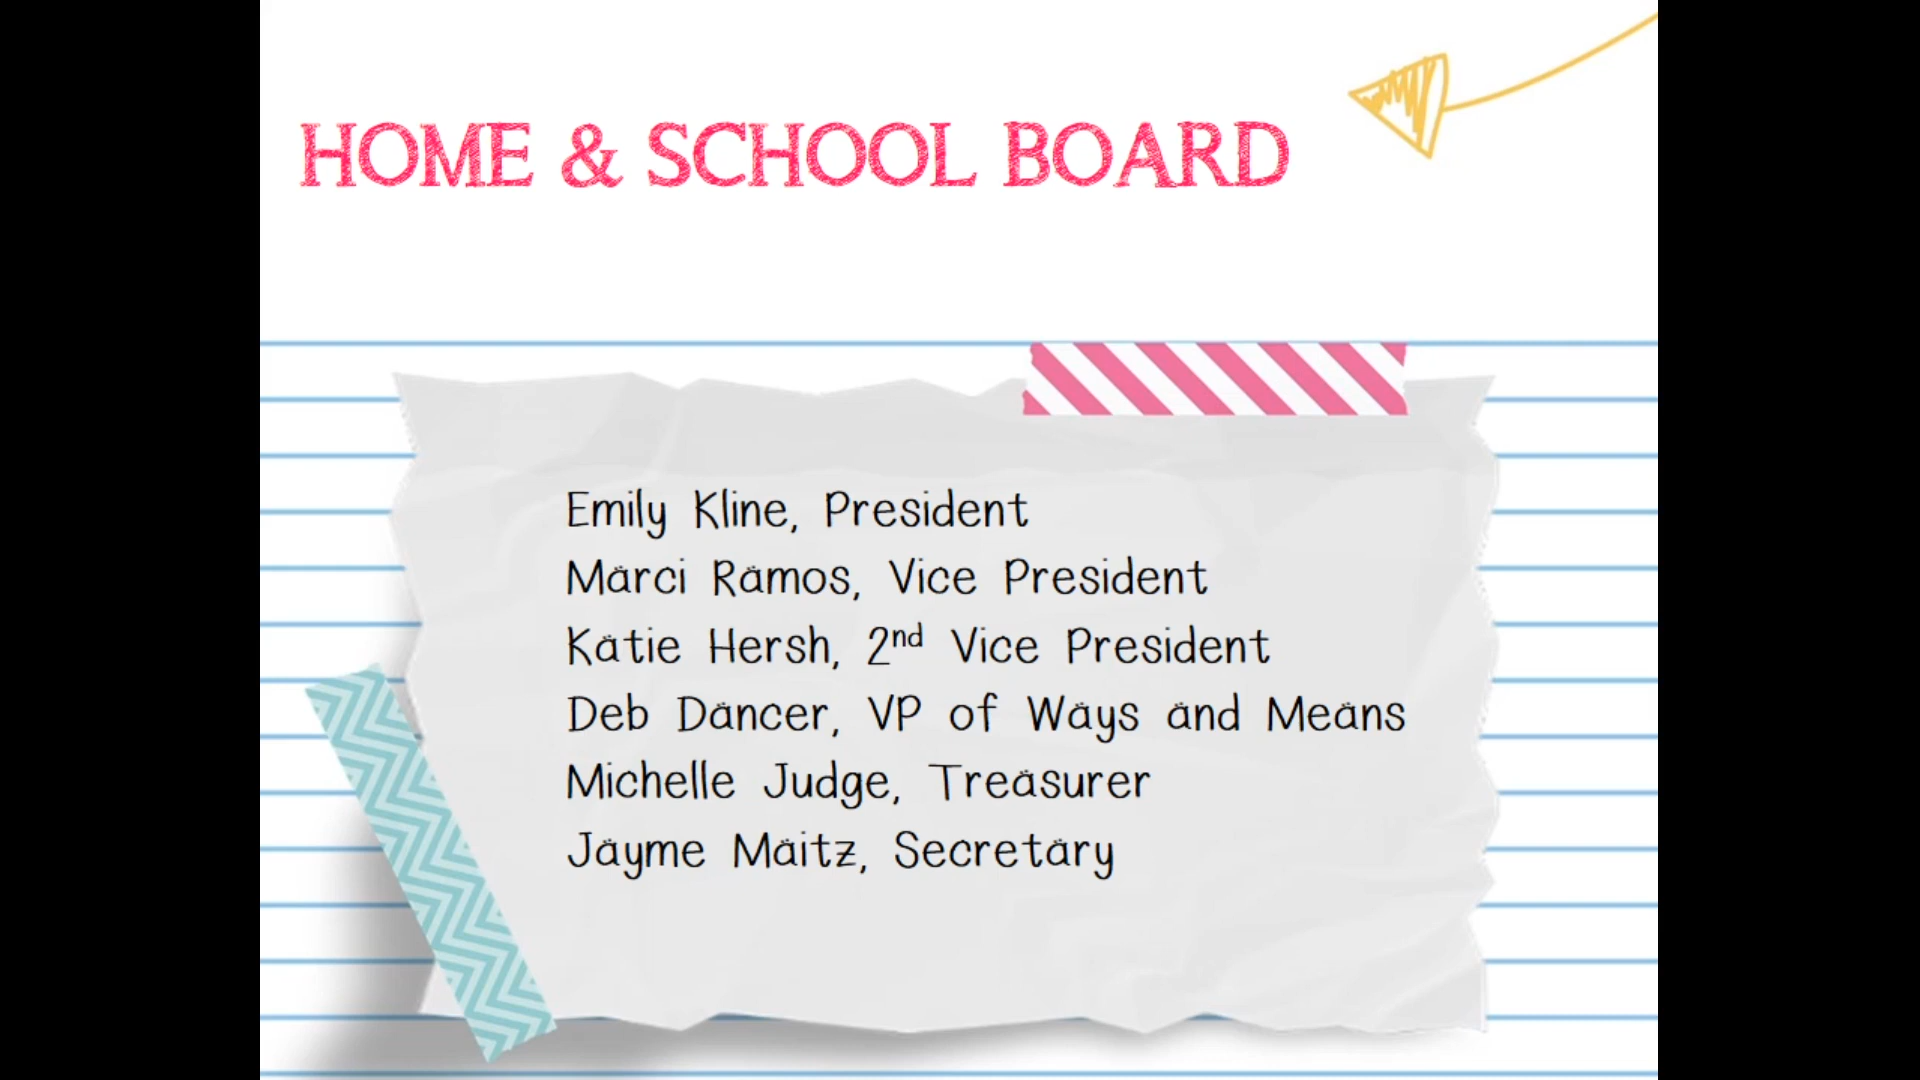 HOME & SCHOOL BOARD
Emily Kline, President
Marci Ramos, Vice President
Katie Hersh, 2nd Vice President
Deb Dancer, VP of Ways and Means
Michelle Judge, Treasurer
Jayme Maitz, Secretary